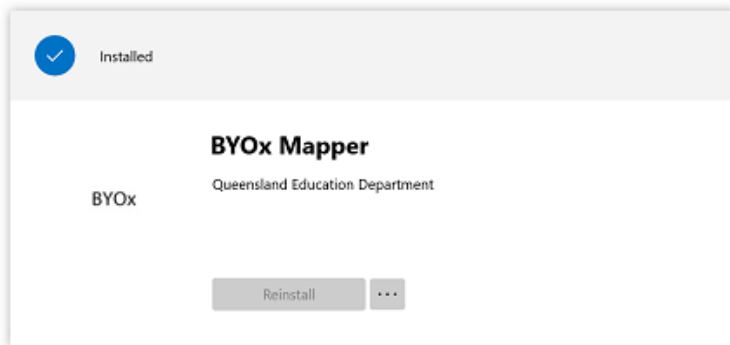 Installed
BYOx Mapper
Queensland Education Department
BYOx
Reinstall
...